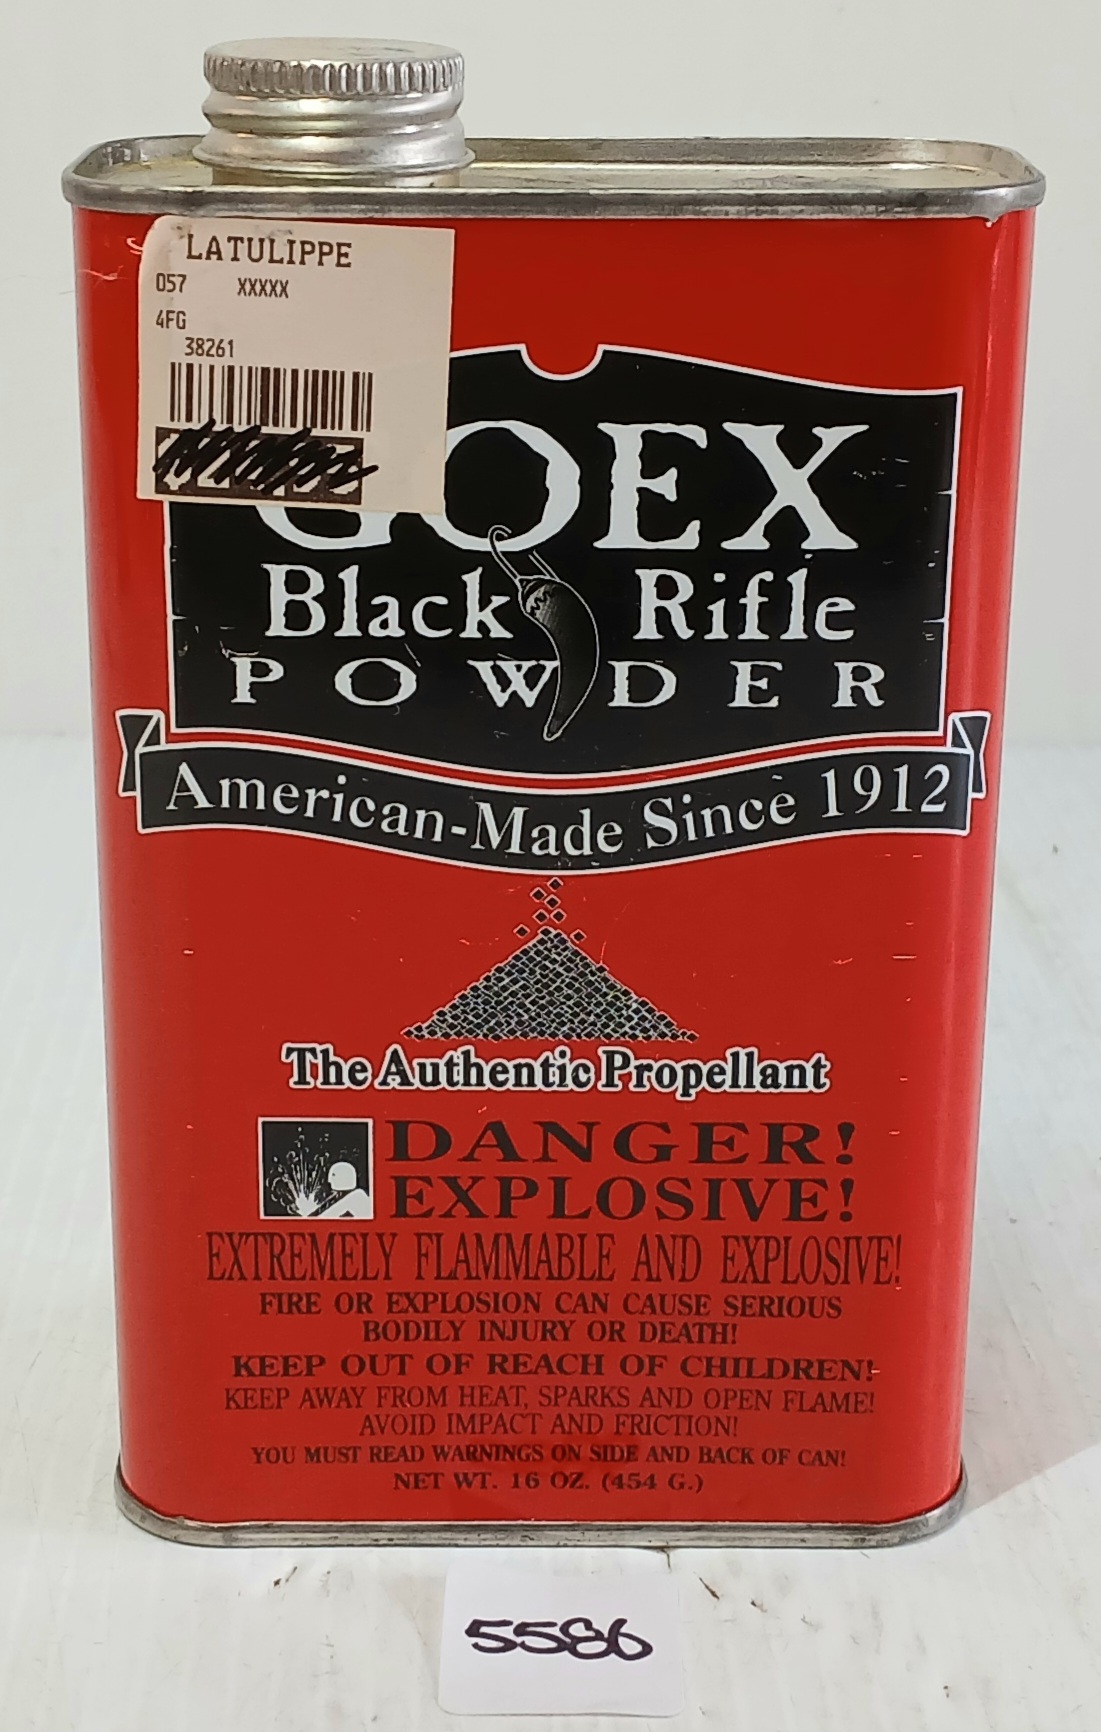 LATULIPPE
057 XXXXX
4FG
38261
GOEX
Black Rifle
POWDER
American-Made Since 1912
The Authentic Propellant
DANGER!
EXPLOSIVE!
EXTREMELY FLAMMABLE AND EXPLOSIVE!
FIRE OR EXPLOSION CAN CAUSE SERIOUS
BODILY INJURY OR DEATH!
KEEP OUT OF REACH OF CHILDREN!
KEEP AWAY FROM HEAT, SPARKS AND OPEN FLAME!
AVOID IMPACT AND FRICTION!
YOU MUST READ WARNINGS ON SIDE AND BACK OF CAN!
NET WT. 16 OZ. (454 G.)
5586